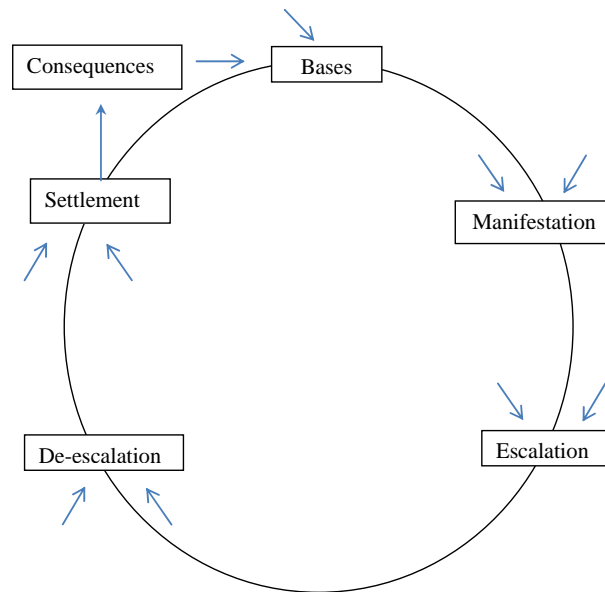 Consequences
Bases
Settlement
Manifestation
De-escalation
Escalation